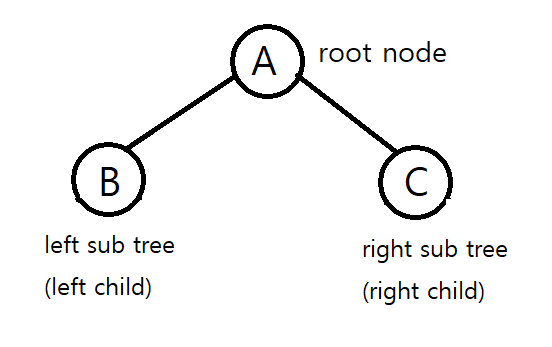 A root node
B
C
left sub tree
(left child)
right sub tree
(right child)